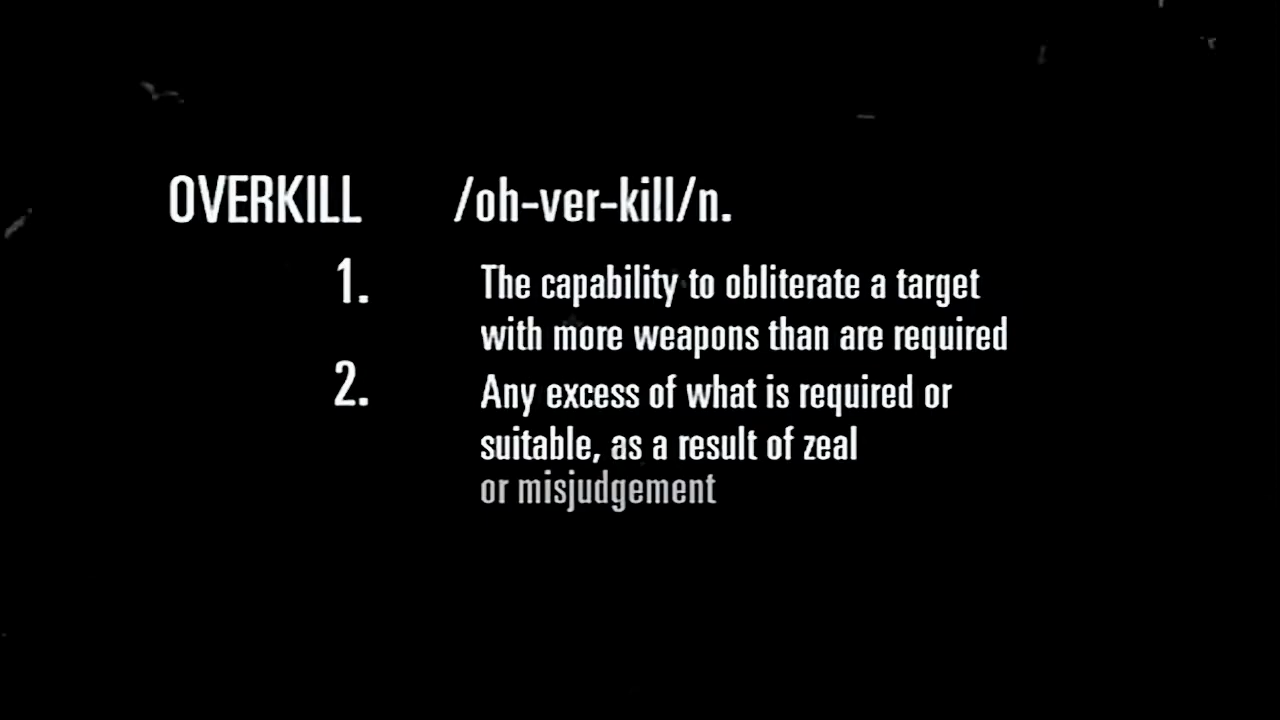 OVERKILL /oh-ver-kill/n.
1. The capability to obliterate a target
with more weapons than are required
2. Any excess of what is required or
suitable, as a result of zeal
or misjudgement